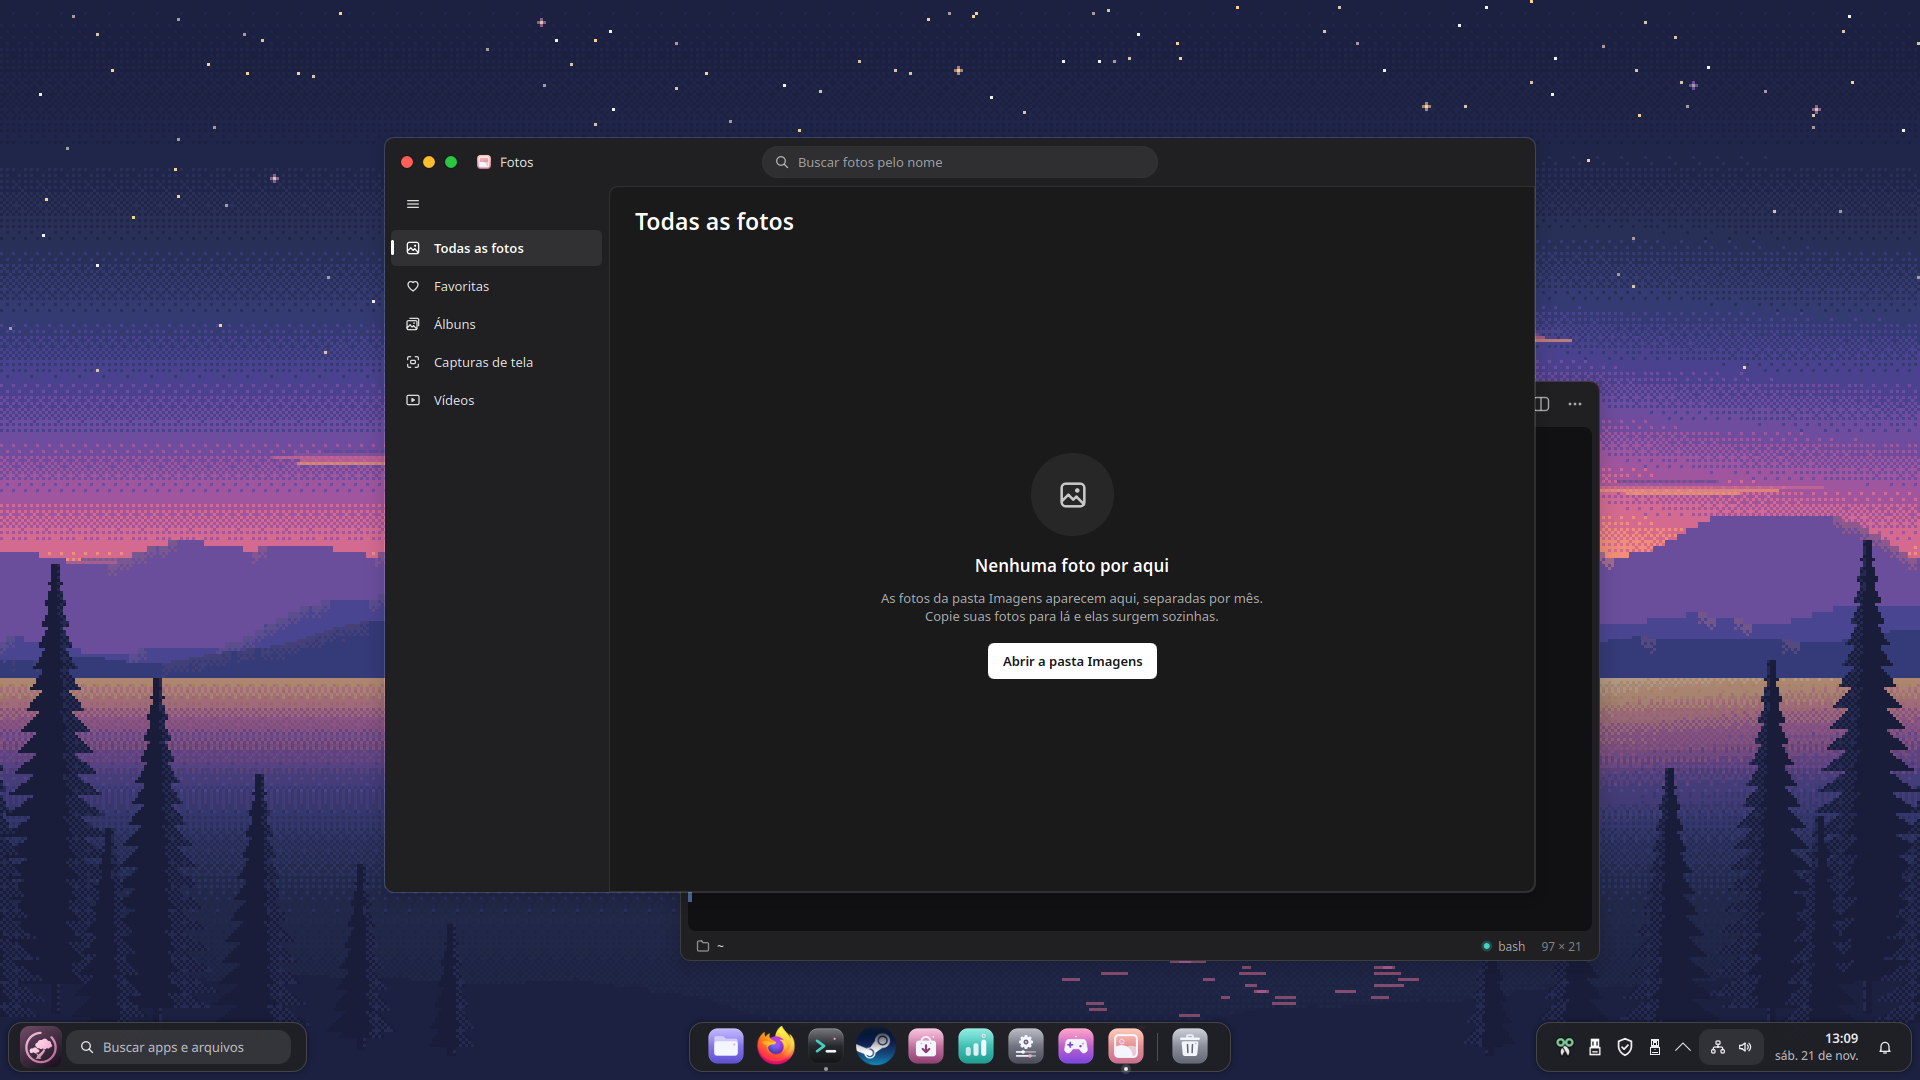 Fotos
Buscar fotos pelo nome
Todas as fotos
Favoritas
Álbuns
Capturas de tela
Vídeos
Todas as fotos
Nenhuma foto por aqui
As fotos da pasta Imagens aparecem aqui, separadas por mês.
Copie suas fotos para lá e elas surgem sozinhas.
Abrir a pasta Imagens
~
bash
97 × 21
Buscar apps e arquivos
13:09
sáb. 21 de nov.